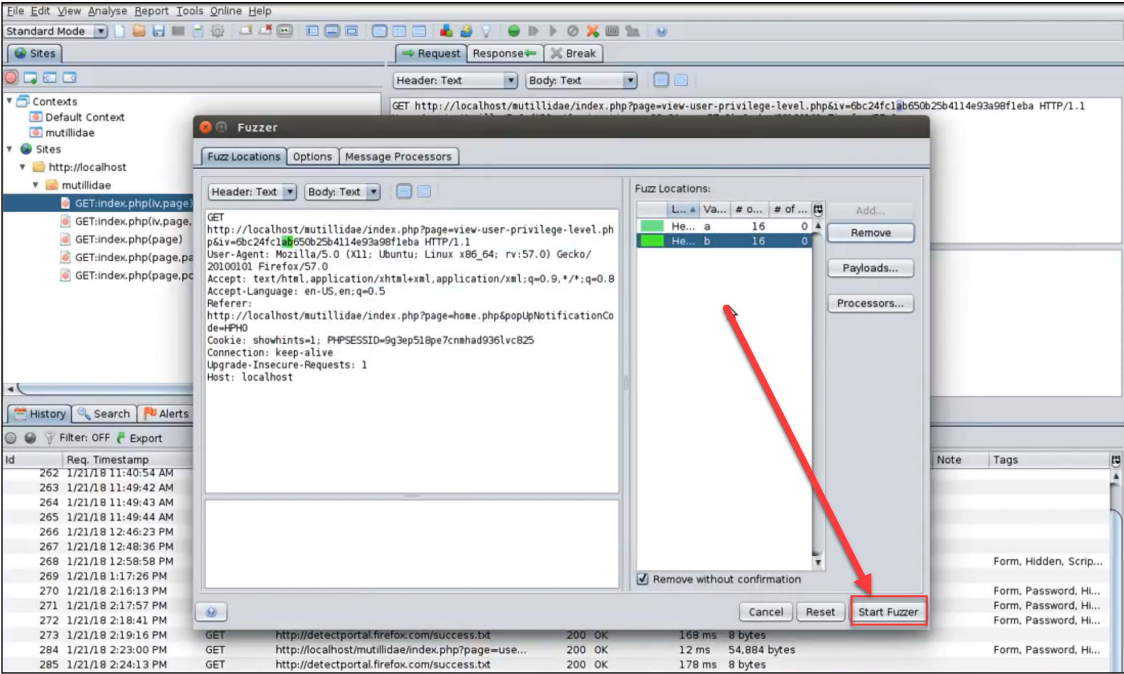 File Edit View Analyse Report Tools Online Help
Standard Mode
Sites
Request Response Break
Header: Text Body: Text
Contexts
Default Context
mutillidae
Sites
http://localhost
mutillidae
GET:index.php(iv,page)
GET:index.php(iv,page,
GET:index.php(page)
GET:index.php(page,pa
GET:index.php(page,po
GET http://localhost/mutillidae/index.php?page=view-user-privilege-level.php&iv=6bc24fc1ab650b25b4114e93a98f1eba HTTP/1.1
Fuzzer
Fuzz Locations Options Message Processors
Header: Text Body: Text
GET
http://localhost/mutillidae/index.php?page=view-user-privilege-level.ph
p&iv=6bc24fc1ab650b25b4114e93a98f1eba HTTP/1.1
User-Agent: Mozilla/5.0 (X11; Ubuntu; Linux x86_64; rv:57.0) Gecko/
20100101 Firefox/57.0
Accept: text/html,application/xhtml+xml,application/xml;q=0.9,*/*;q=0.8
Accept-Language: en-US,en;q=0.5
Referer:
http://localhost/mutillidae/index.php?page=home.php&popUpNotificationCo
de=HPH0
Cookie: showhints=1; PHPSESSID=9g3ep518pe7cnmhad936lvc825
Connection: keep-alive
Upgrade-Insecure-Requests: 1
Host: localhost
Fuzz Locations:
L... Va... # o... # of ...
He... a 16 0
He... b 16 0
Add...
Remove
Payloads...
Processors...
Remove without confirmation
Cancel Reset Start Fuzzer
History Search Alerts
Filter: OFF Export
Id Req. Timestamp Note Tags
262 1/21/18 11:40:54 AM
263 1/21/18 11:49:42 AM
264 1/21/18 11:49:43 AM
265 1/21/18 11:49:44 AM
266 1/21/18 12:46:23 PM
267 1/21/18 12:48:36 PM
268 1/21/18 12:58:58 PM Form, Hidden, Scrip...
269 1/21/18 1:17:26 PM
270 1/21/18 2:16:13 PM Form, Password, Hi...
271 1/21/18 2:17:57 PM Form, Password, Hi...
272 1/21/18 2:18:41 PM Form, Password, Hi...
273 1/21/18 2:19:16 PM GET http://detectportal.firefox.com/success.txt 200 OK 168 ms 8 bytes
284 1/21/18 2:23:00 PM GET http://localhost/mutillidae/index.php?page=use... 200 OK 12 ms 54,884 bytes Form, Password, Hi...
285 1/21/18 2:24:13 PM GET http://detectportal.firefox.com/success.txt 200 OK 178 ms 8 bytes